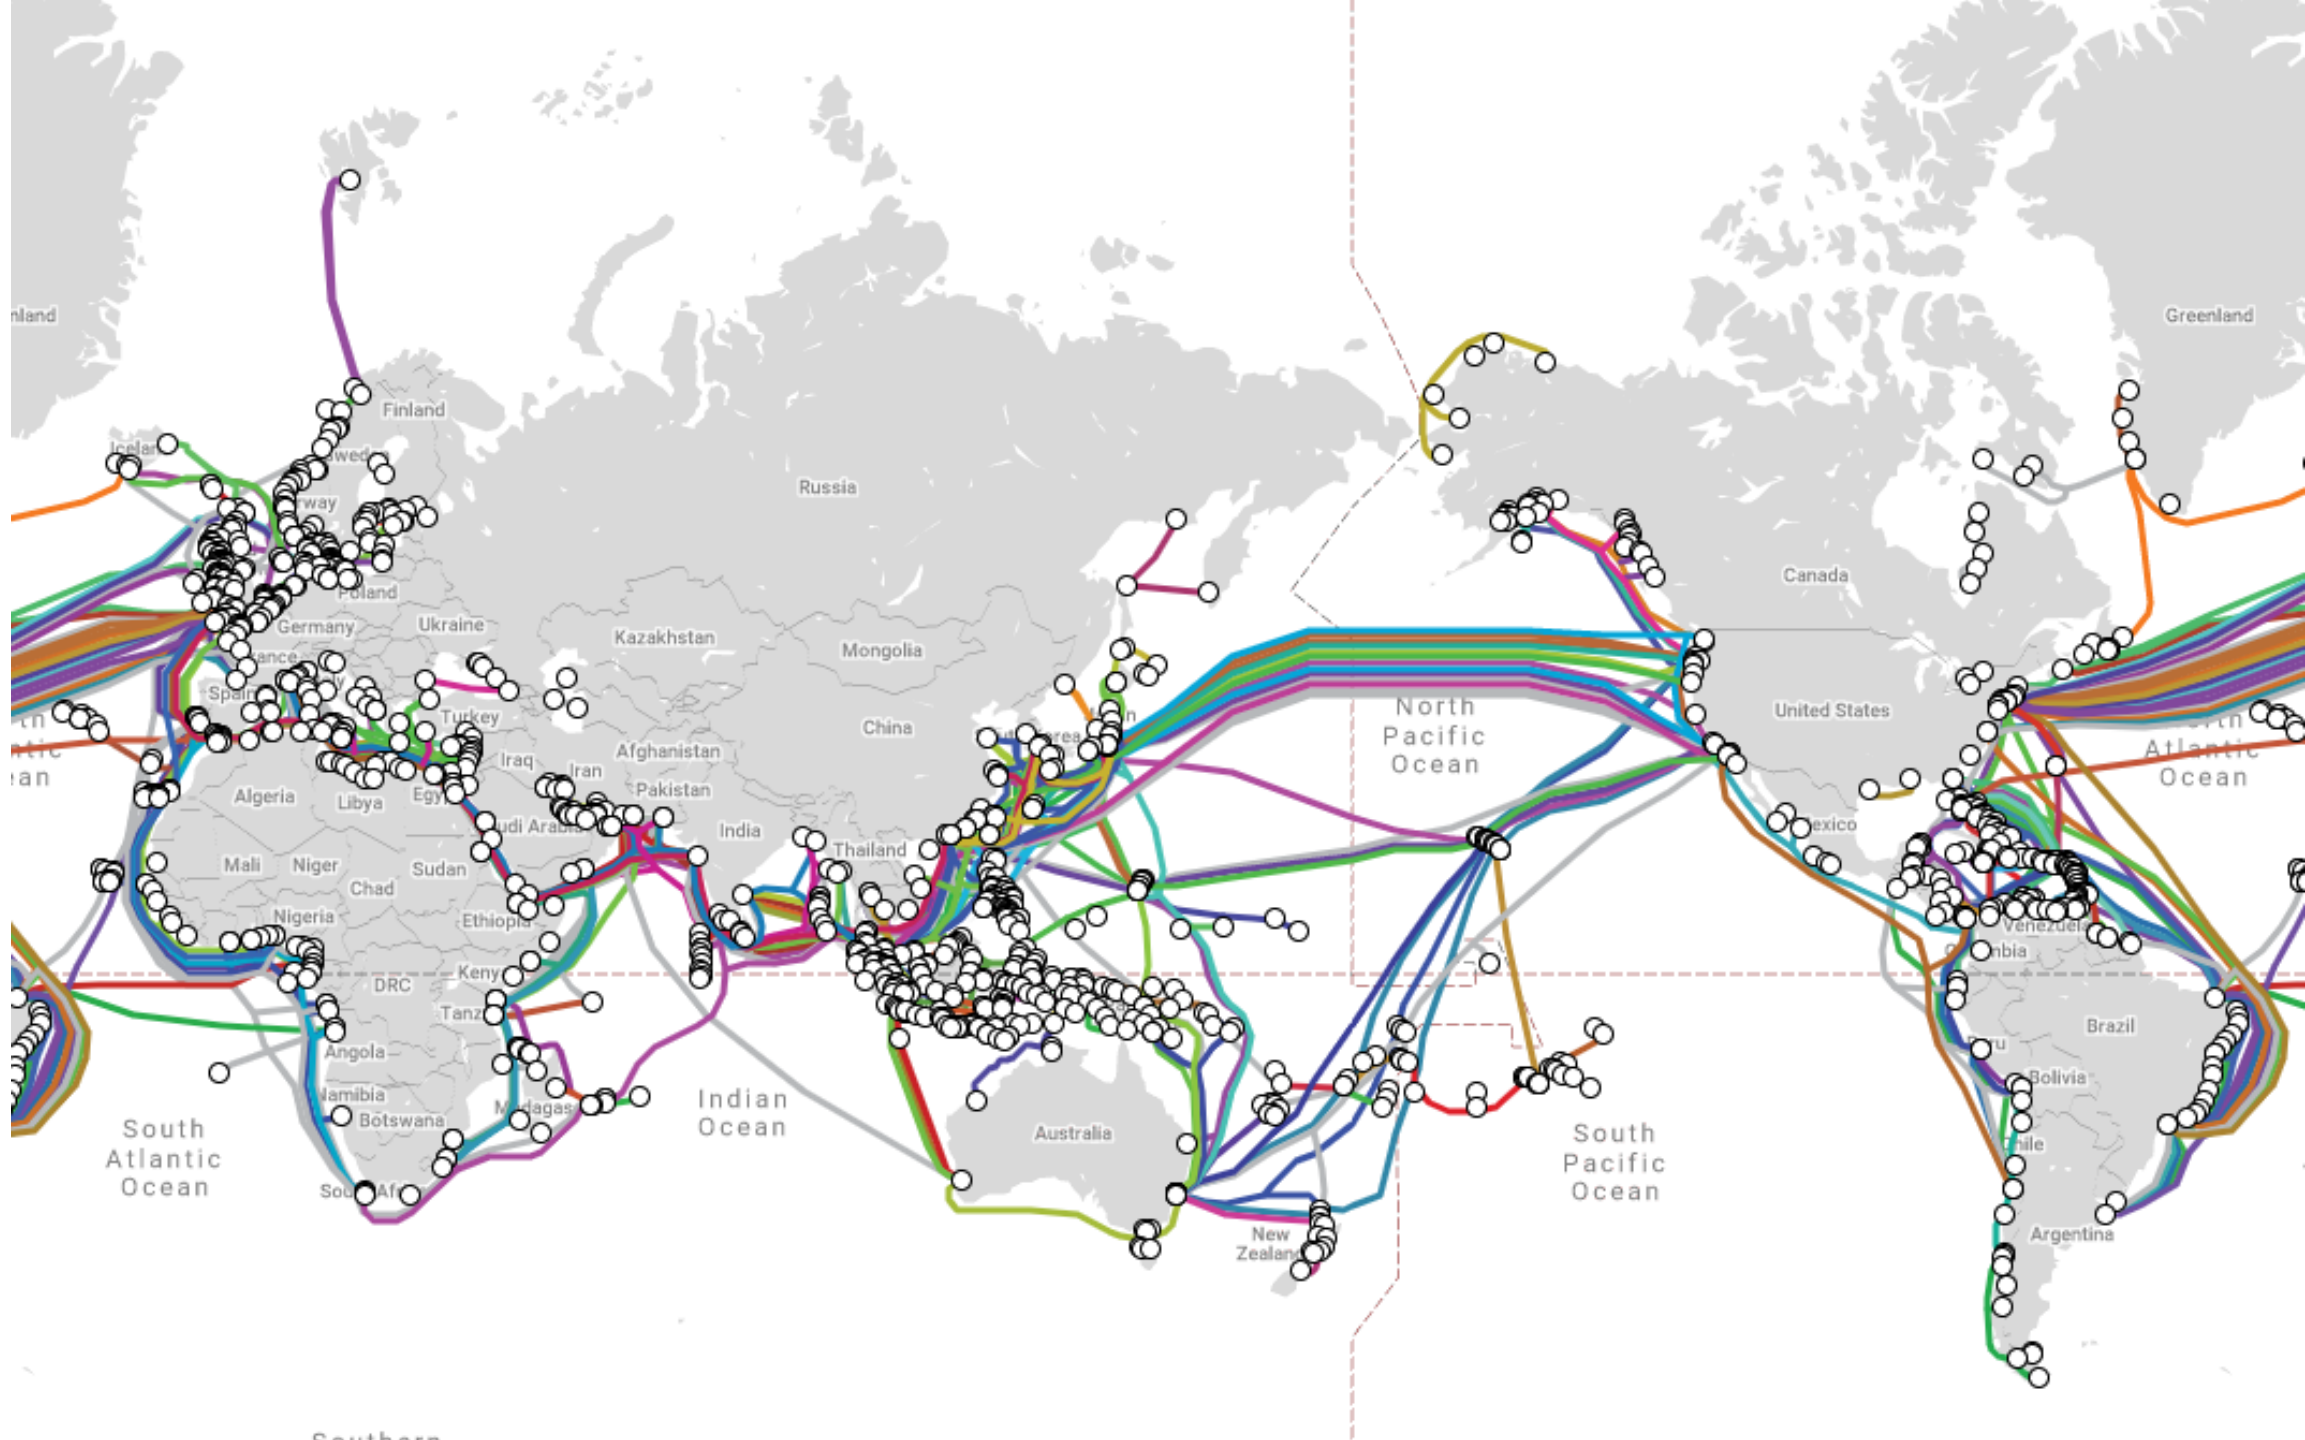 Greenland
Finland
Russia
Canada
Poland
Germany
Ukraine
Kazakhstan
Mongolia
North
Pacific
Ocean
United States
Turkey
China
Iraq
Iran
Afghanistan
Pakistan
Algeria
Libya
India
Atlantic
Ocean
Thailand
Mali
Niger
Chad
Sudan
Nigeria
Ethiopia
DRC
Angola
Brazil
Bolivia
Botswana
Indian
Ocean
Australia
South
Atlantic
Ocean
South
Pacific
Ocean
New
Argentina